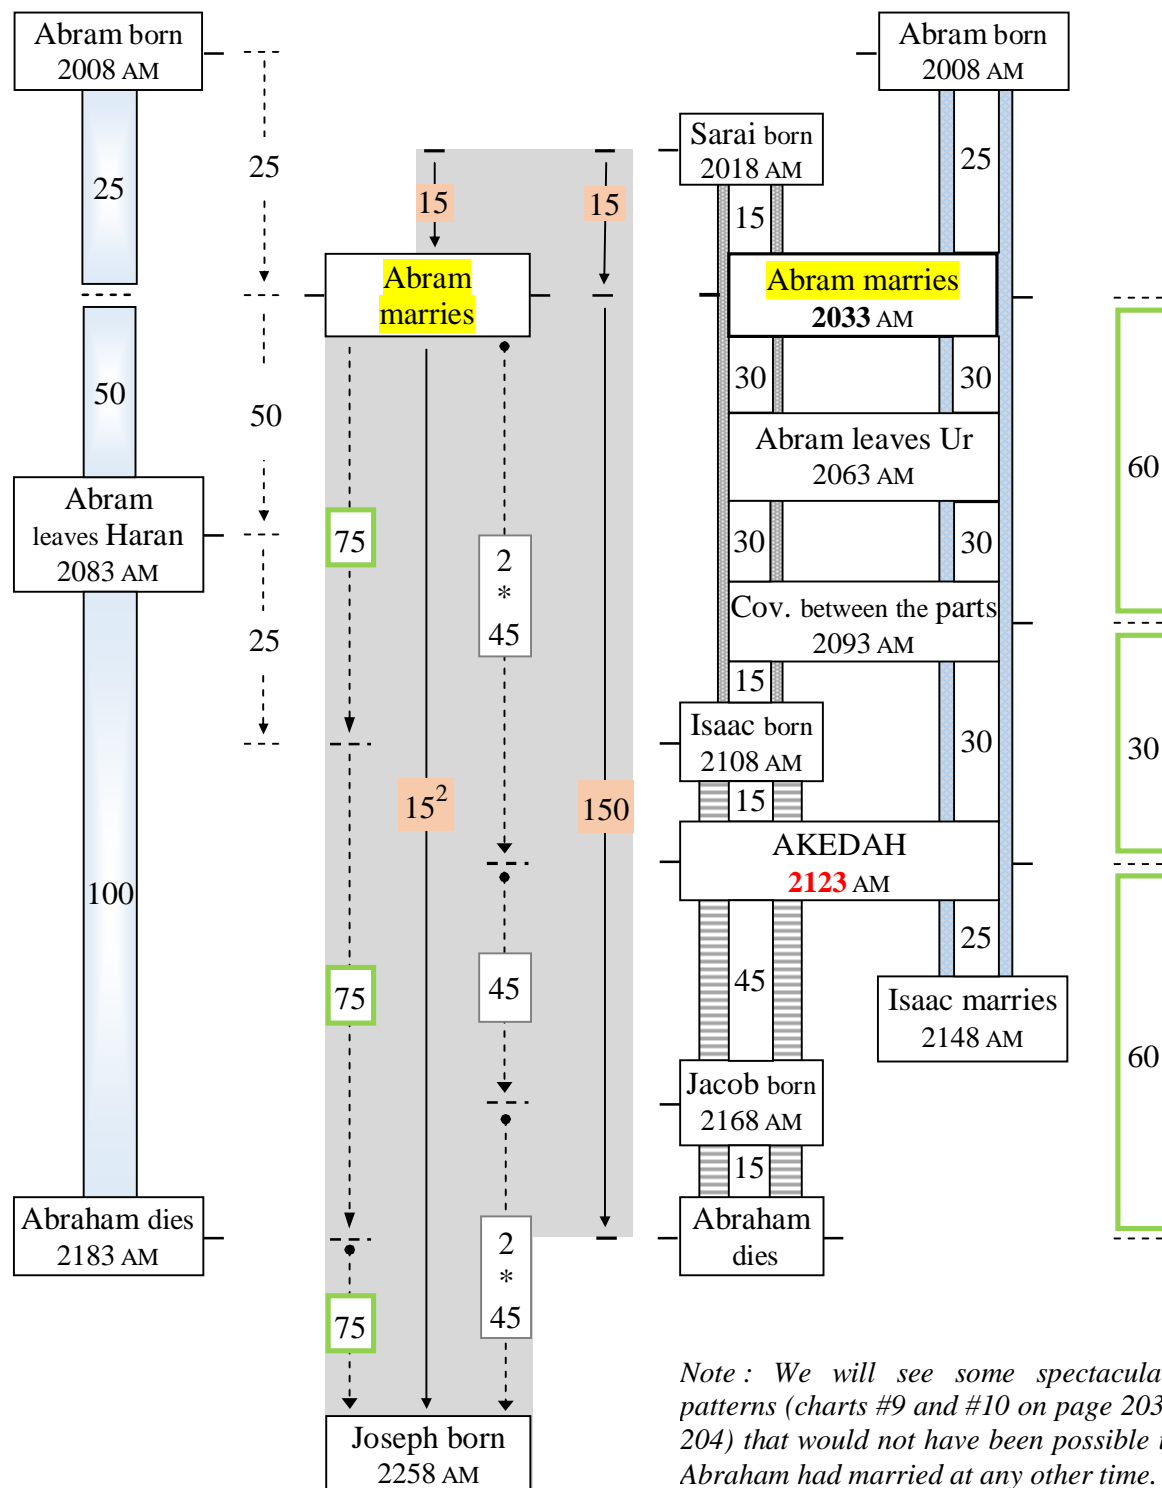 Abram born
2008 AM
25
50
Abram
leaves Haran
2083 AM
100
Abraham dies
2183 AM
25
50
25
15
15
Abram
marries
75
2
*
45
15²
150
75
45
75
2
*
45
Joseph born
2258 AM
Sarai born
2018 AM
15
Abram born
2008 AM
25
Abram marries
2033 AM
30
30
Abram leaves Ur
2063 AM
30
30
Cov. between the parts
2093 AM
15
Isaac born
2108 AM
30
15
AKEDAH
2123 AM
25
45
Isaac marries
2148 AM
Jacob born
2168 AM
15
Abraham
dies
60
30
60
Note : We will see some spectacula
patterns (charts #9 and #10 on page 203
204) that would not have been possible i
Abraham had married at any other time.